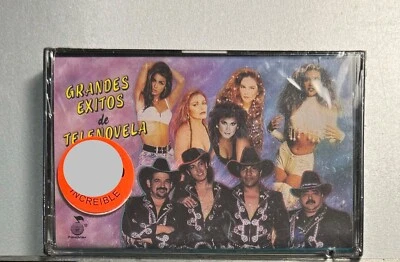 GRANDES
EXITOS
de
TELENOVELA
INCREIBLE